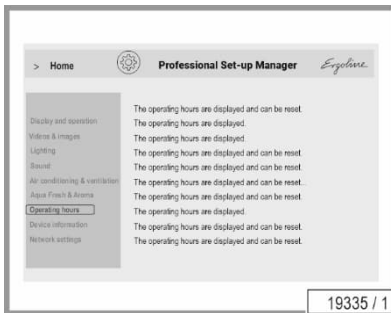 > Home
Professional Set-up Manager
Ergoline
Display and operation
Videos & images
Lighting
Sound
Air conditioning & ventilation
Aqua Fresh & Aroma
Operating hours
Device information
Network settings
The operating hours are displayed and can be reset.
The operating hours are displayed.
The operating hours are displayed.
The operating hours are displayed and can be reset.
The operating hours are displayed and can be reset.
The operating hours are displayed and can be reset.
The operating hours are displayed and can be reset.
The operating hours are displayed.
The operating hours are displayed and can be reset.
The operating hours are displayed and can be reset.
19335 / 1